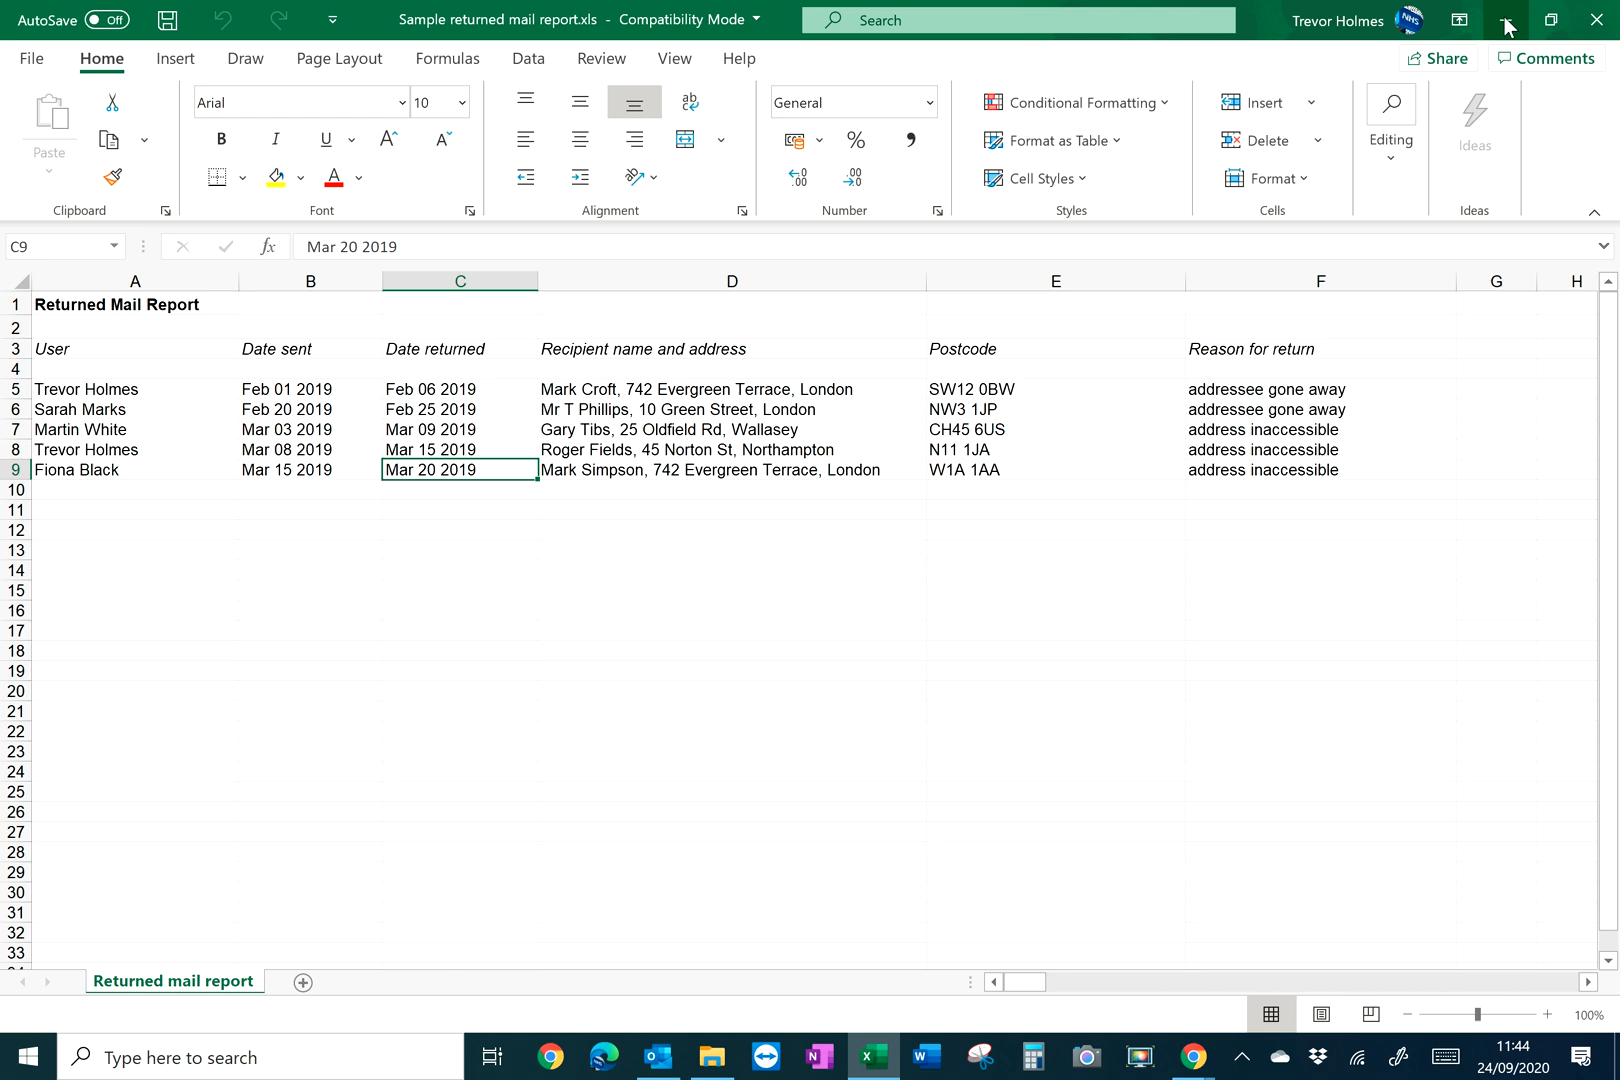 AutoSave Off Sample returned mail report.xls - Compatibility Mode Search Trevor Holmes NHS
File Home Insert Draw Page Layout Formulas Data Review View Help Share Comments
Arial 10 ab General Conditional Formatting Insert
Paste B I U A A % Format as Table Delete Editing Ideas
A ab .00 .0 .00 .0 Cell Styles Format
Clipboard Font Alignment Number Styles Cells Ideas
C9 fx Mar 20 2019
A B C D E F G H
1 Returned Mail Report
2
3 User Date sent Date returned Recipient name and address Postcode Reason for return
4
5 Trevor Holmes Feb 01 2019 Feb 06 2019 Mark Croft, 742 Evergreen Terrace, London SW12 0BW addressee gone away
6 Sarah Marks Feb 20 2019 Feb 25 2019 Mr T Phillips, 10 Green Street, London NW3 1JP addressee gone away
7 Martin White Mar 03 2019 Mar 09 2019 Gary Tibs, 25 Oldfield Rd, Wallasey CH45 6US address inaccessible
8 Trevor Holmes Mar 08 2019 Mar 15 2019 Roger Fields, 45 Norton St, Northampton N11 1JA address inaccessible
9 Fiona Black Mar 15 2019 Mar 20 2019 Mark Simpson, 742 Evergreen Terrace, London W1A 1AA address inaccessible
10
11
12
13
14
15
16
17
18
19
20
21
22
23
24
25
26
27
28
29
30
31
32
33
Returned mail report
100%
Type here to search 11:44
24/09/2020